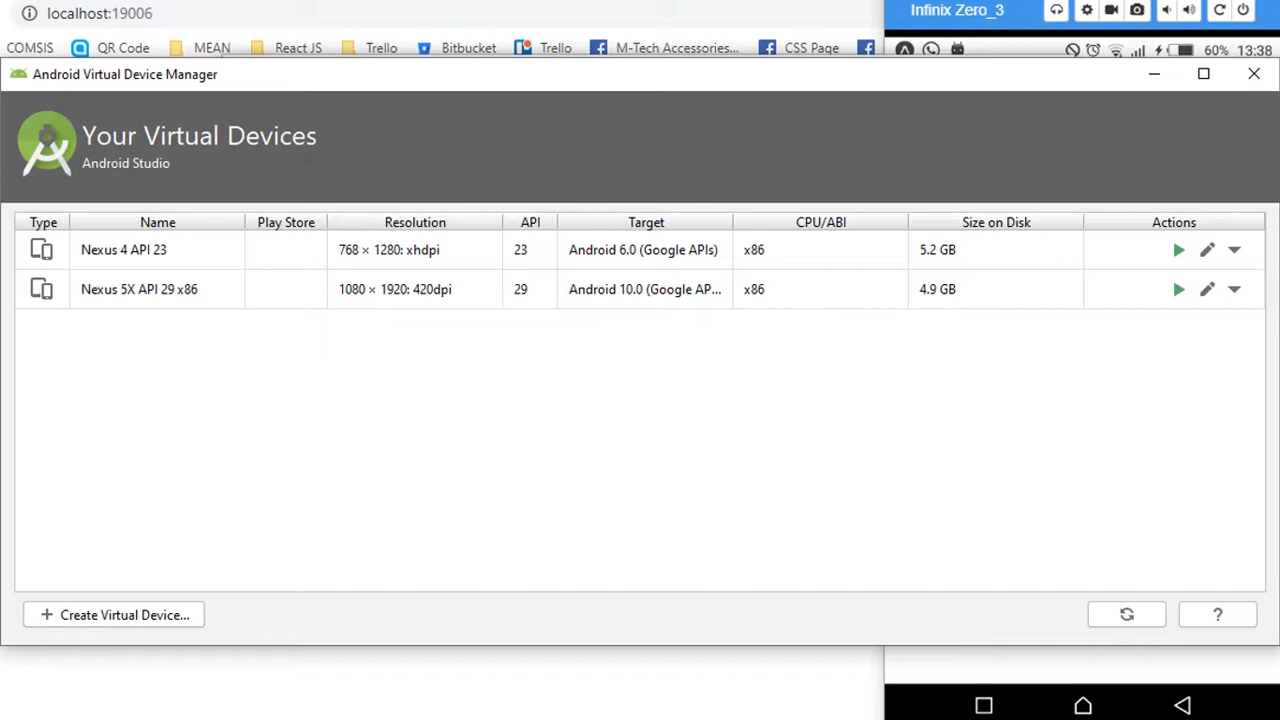 localhost:19006
Infinix Zero_3
COMSIS QR Code MEAN React JS Trello Bitbucket Trello M-Tech Accessories... CSS Page
60% 13:38
Android Virtual Device Manager
Your Virtual Devices
Android Studio
Type Name Play Store Resolution API Target CPU/ABI Size on Disk Actions
Nexus 4 API 23 768 × 1280: xhdpi 23 Android 6.0 (Google APIs) x86 5.2 GB
Nexus 5X API 29 x86 1080 × 1920: 420dpi 29 Android 10.0 (Google AP... x86 4.9 GB
+ Create Virtual Device...
?